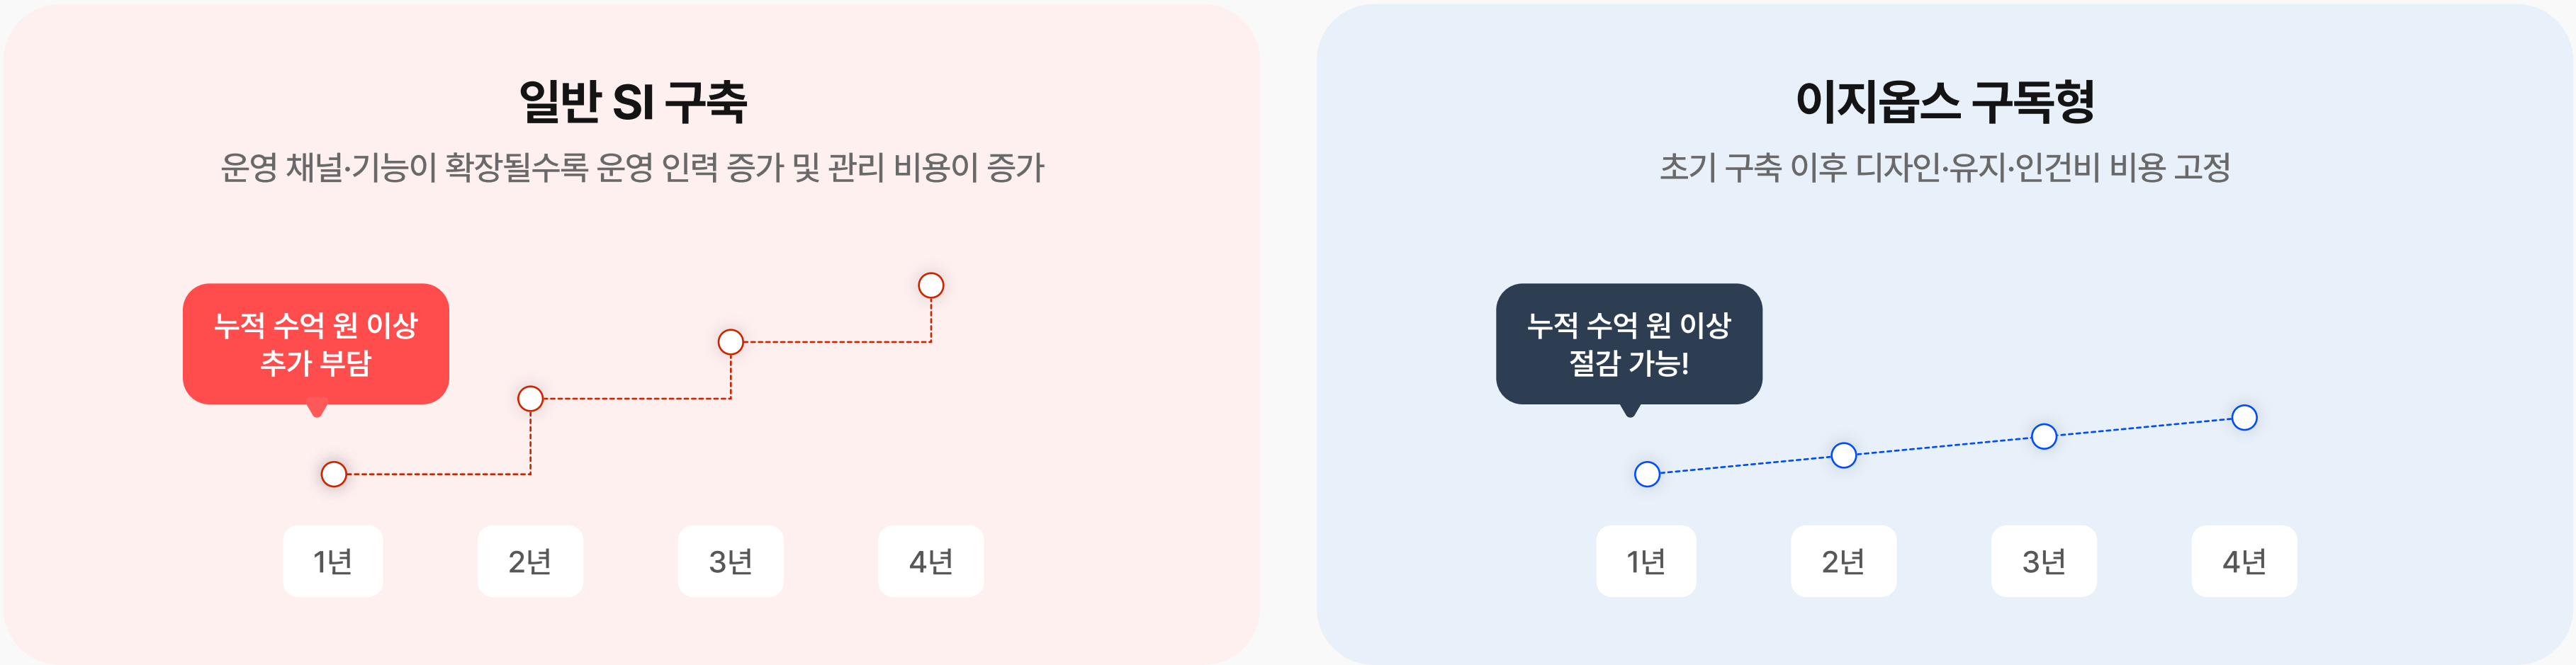 일반 SI 구축
운영 채널·기능이 확장될수록 운영 인력 증가 및 관리 비용이 증가
누적 수억 원 이상
추가 부담
1년
2년
3년
4년
이지옵스 구독형
초기 구축 이후 디자인·유지·인건비 비용 고정
누적 수억 원 이상
절감 가능!
1년
2년
3년
4년